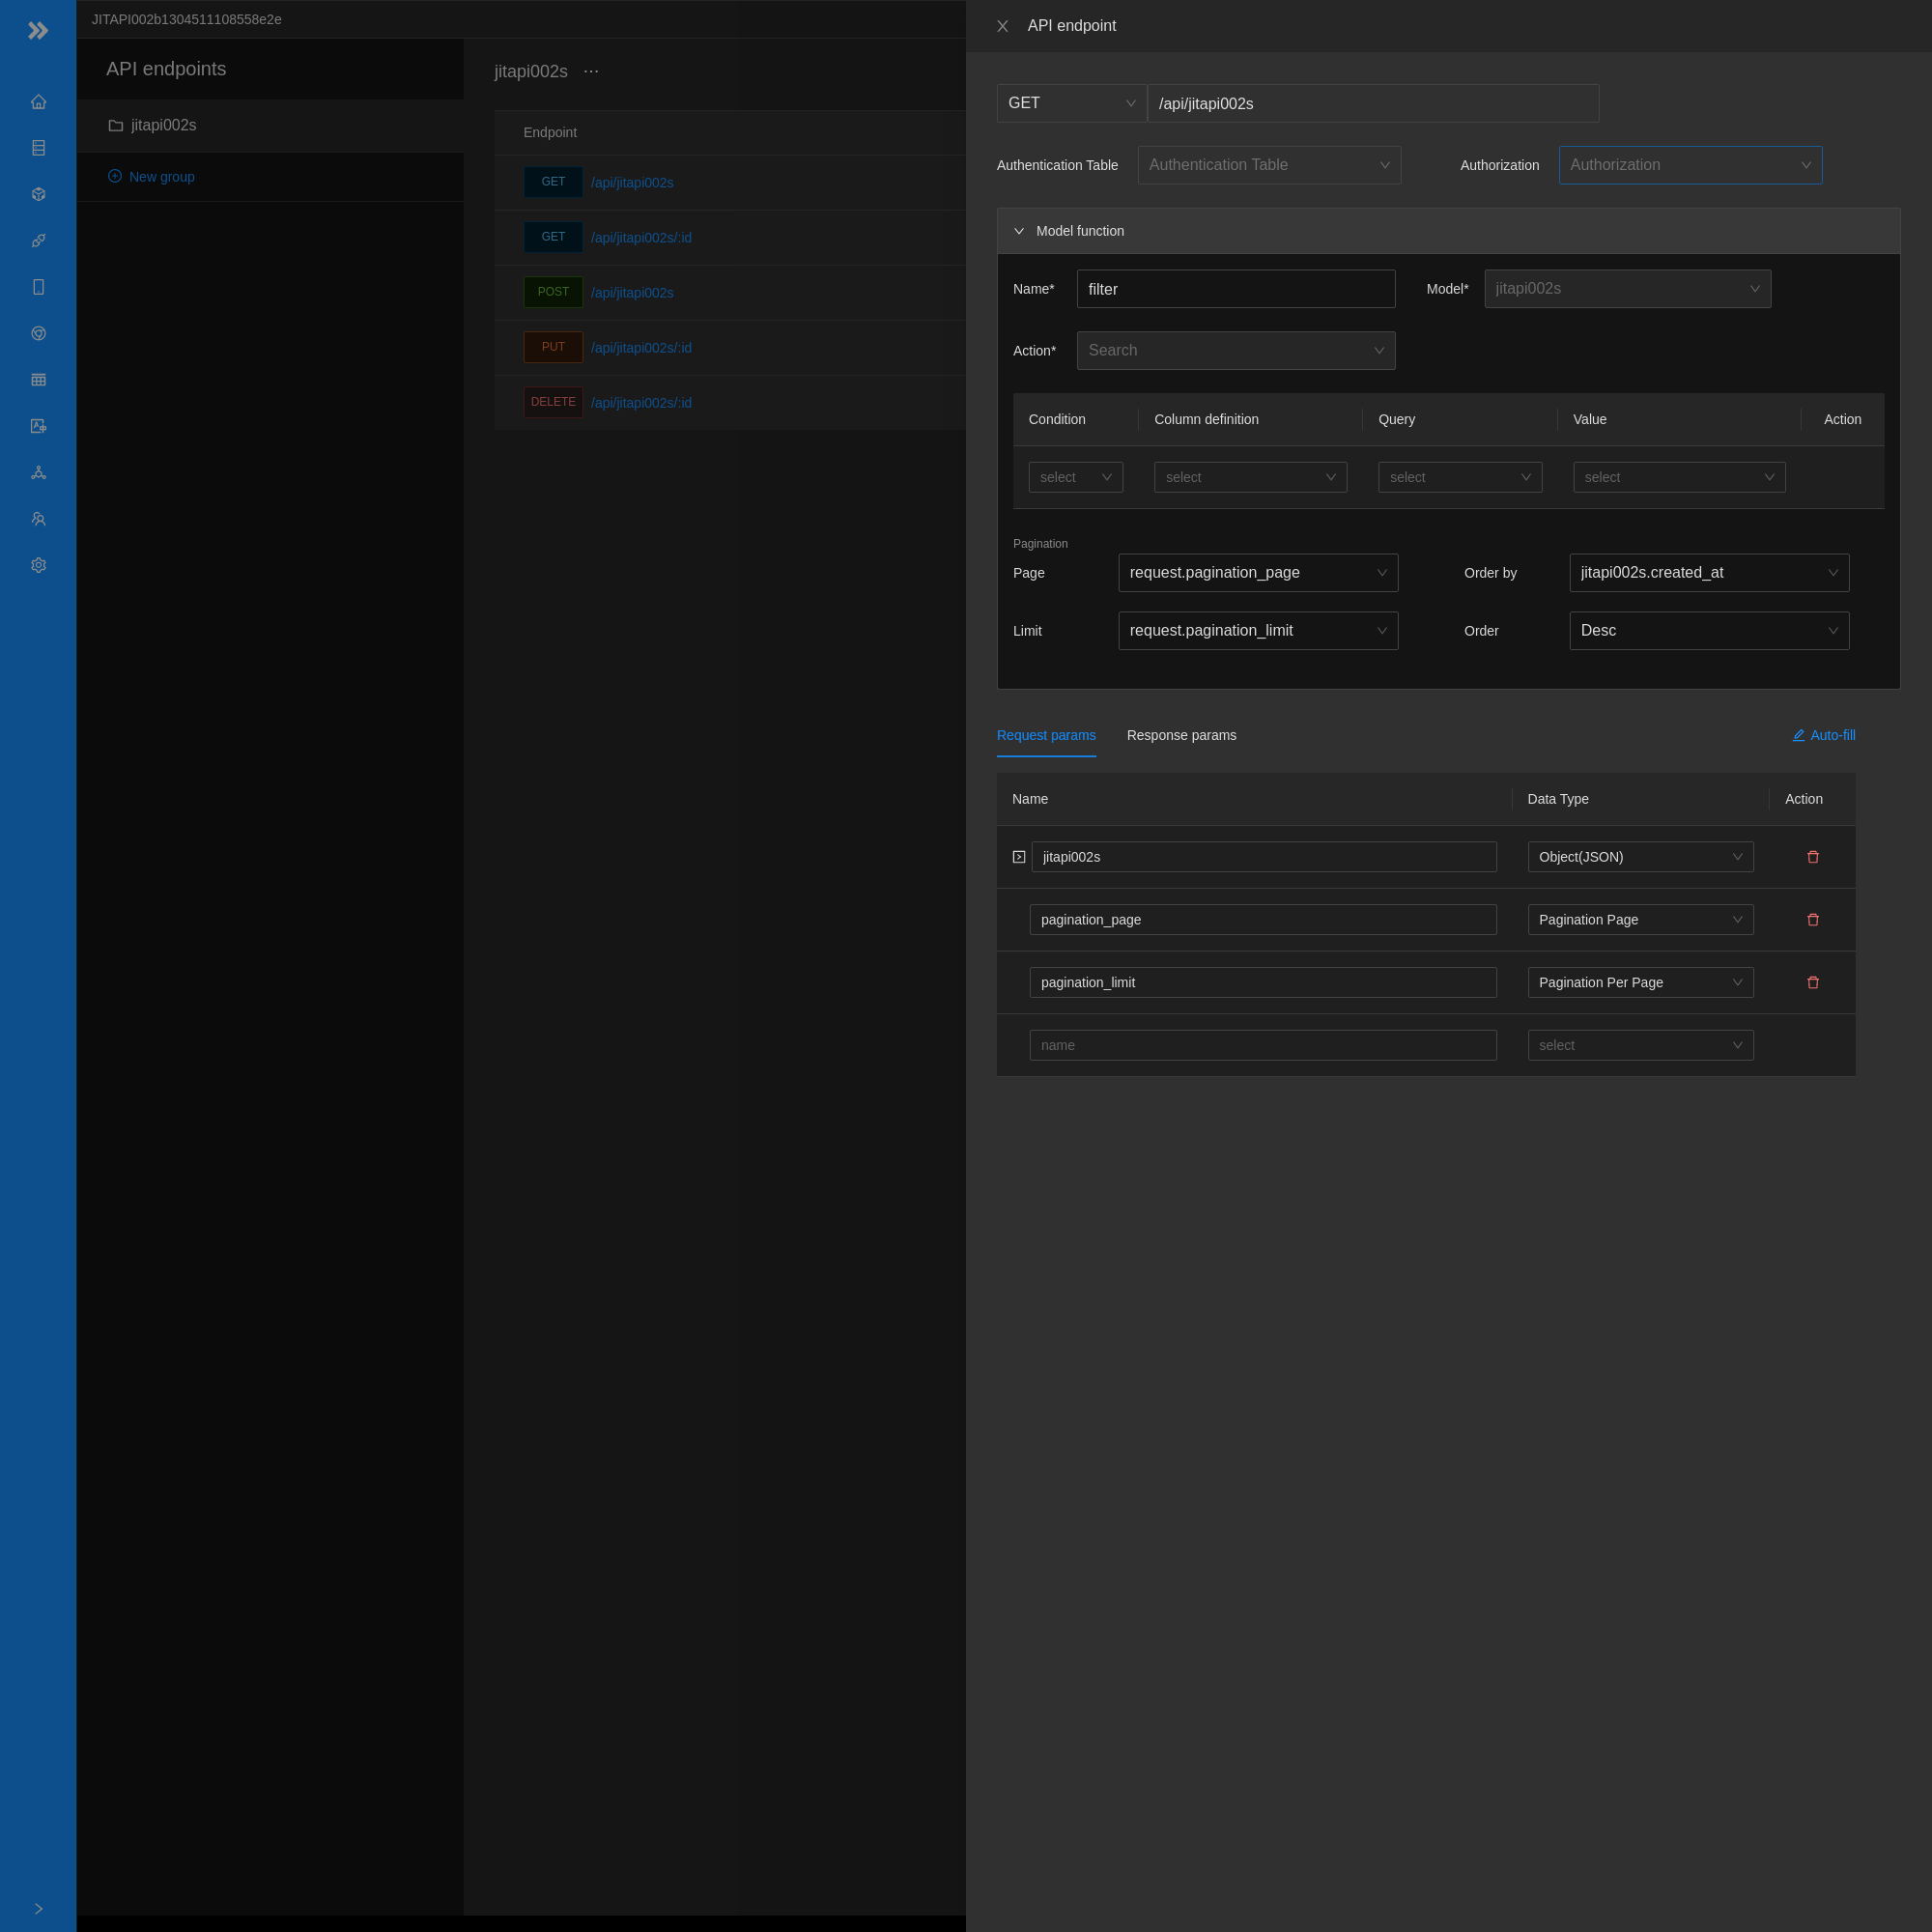 JITAPI002b1304511108558e2e
API endpoints
jitapi002s
New group
jitapi002s ...
Endpoint
GET /api/jitapi002s
GET /api/jitapi002s/:id
POST /api/jitapi002s
PUT /api/jitapi002s/:id
DELETE /api/jitapi002s/:id
API endpoint
GET /api/jitapi002s
Authentication Table Authentication Table Authorization Authorization
Model function
Name* filter Model* jitapi002s
Action* Search
Condition Column definition Query Value Action
select select select select
Pagination
Page request.pagination_page Order by jitapi002s.created_at
Limit request.pagination_limit Order Desc
Request params Response params Auto-fill
Name Data Type Action
jitapi002s Object(JSON)
pagination_page Pagination Page
pagination_limit Pagination Per Page
name select